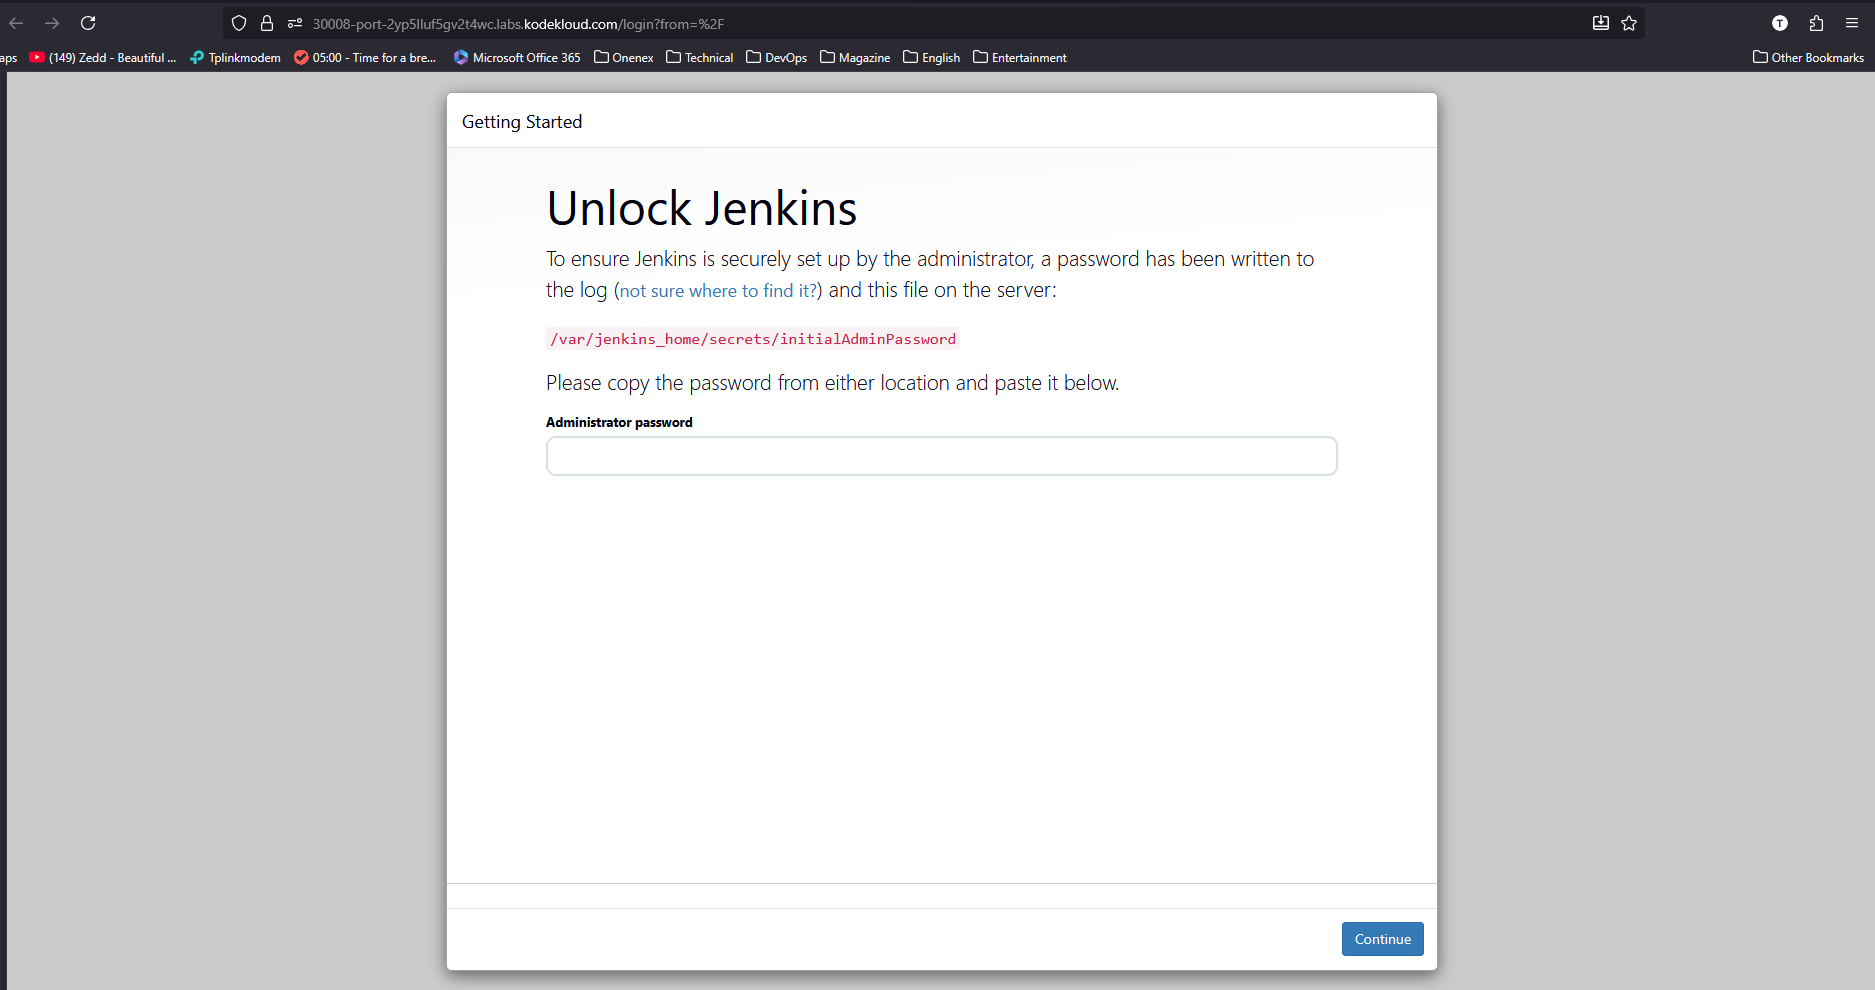 30008-port-2yp5lluf5gv2t4wc.labs.kodekloud.com/login?from=%2F
T
aps (149) Zedd - Beautiful ... Tplinkmodem 05:00 - Time for a bre... Microsoft Office 365 Onenex Technical DevOps Magazine English Entertainment Other Bookmarks
Getting Started
Unlock Jenkins
To ensure Jenkins is securely set up by the administrator, a password has been written to
the log (not sure where to find it?) and this file on the server:
/var/jenkins_home/secrets/initialAdminPassword
Please copy the password from either location and paste it below.
Administrator password
Continue